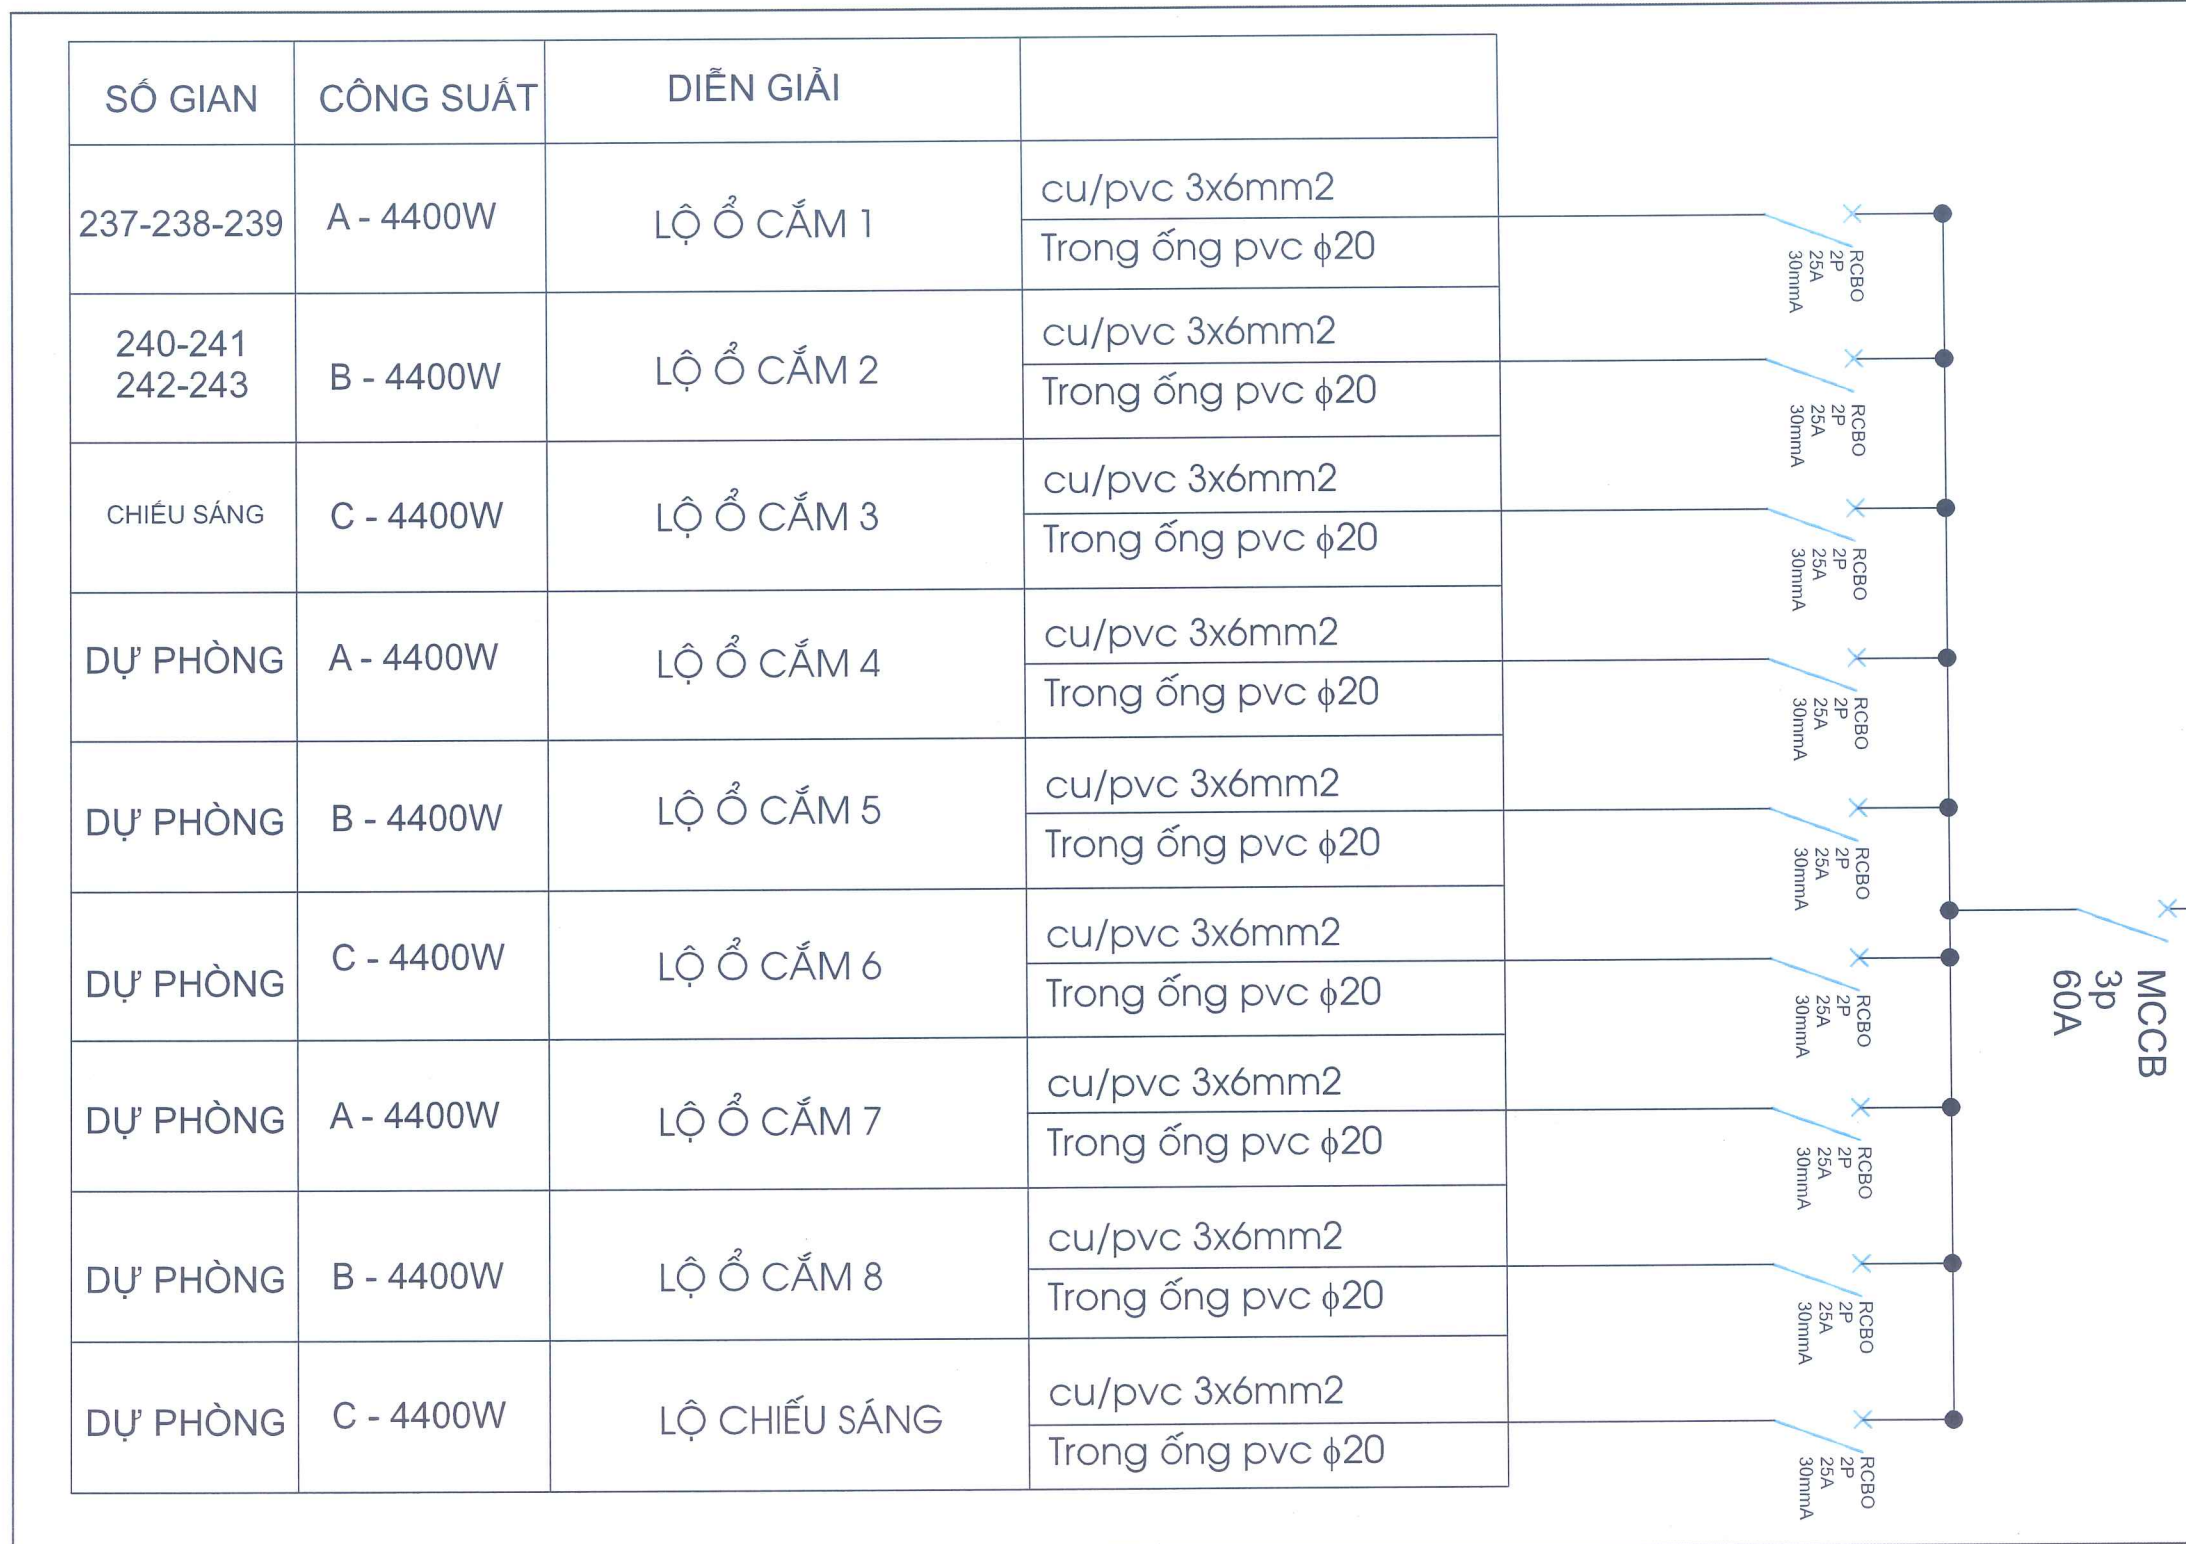 SỐ GIAN CÔNG SUẤT DIỄN GIẢI
237-238-239 A - 4400W LỘ Ổ CẮM 1 cu/pvc 3x6mm2
Trong ống pvc ϕ20
RCBO
2P
25A
30mmA
240-241
242-243 B - 4400W LỘ Ổ CẮM 2 cu/pvc 3x6mm2
Trong ống pvc ϕ20
RCBO
2P
25A
30mmA
CHIẾU SÁNG C - 4400W LỘ Ổ CẮM 3 cu/pvc 3x6mm2
Trong ống pvc ϕ20
RCBO
2P
25A
30mmA
DỰ PHÒNG A - 4400W LỘ Ổ CẮM 4 cu/pvc 3x6mm2
Trong ống pvc ϕ20
RCBO
2P
25A
30mmA
DỰ PHÒNG B - 4400W LỘ Ổ CẮM 5 cu/pvc 3x6mm2
Trong ống pvc ϕ20
RCBO
2P
25A
30mmA
DỰ PHÒNG C - 4400W LỘ Ổ CẮM 6 cu/pvc 3x6mm2
Trong ống pvc ϕ20
RCBO
2P
25A
30mmA
MCCB
3p
60A
DỰ PHÒNG A - 4400W LỘ Ổ CẮM 7 cu/pvc 3x6mm2
Trong ống pvc ϕ20
RCBO
2P
25A
30mmA
DỰ PHÒNG B - 4400W LỘ Ổ CẮM 8 cu/pvc 3x6mm2
Trong ống pvc ϕ20
RCBO
2P
25A
30mmA
DỰ PHÒNG C - 4400W LỘ CHIẾU SÁNG cu/pvc 3x6mm2
Trong ống pvc ϕ20
RCBO
2P
25A
30mmA